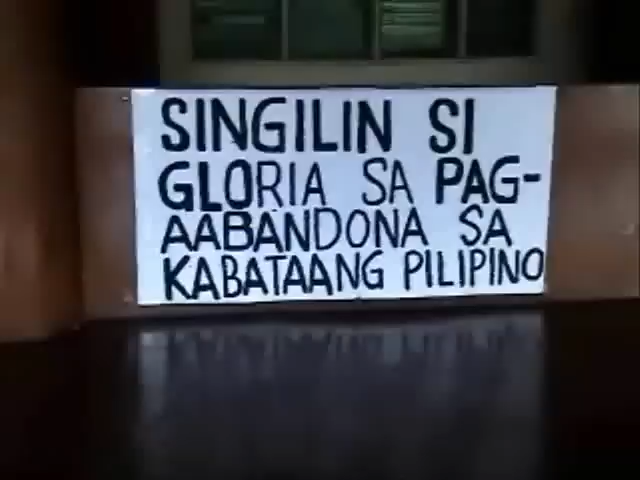 SINGILIN SI
GLORIA SA PAG-
AABANDONA SA
KABATAANG PILIPINO